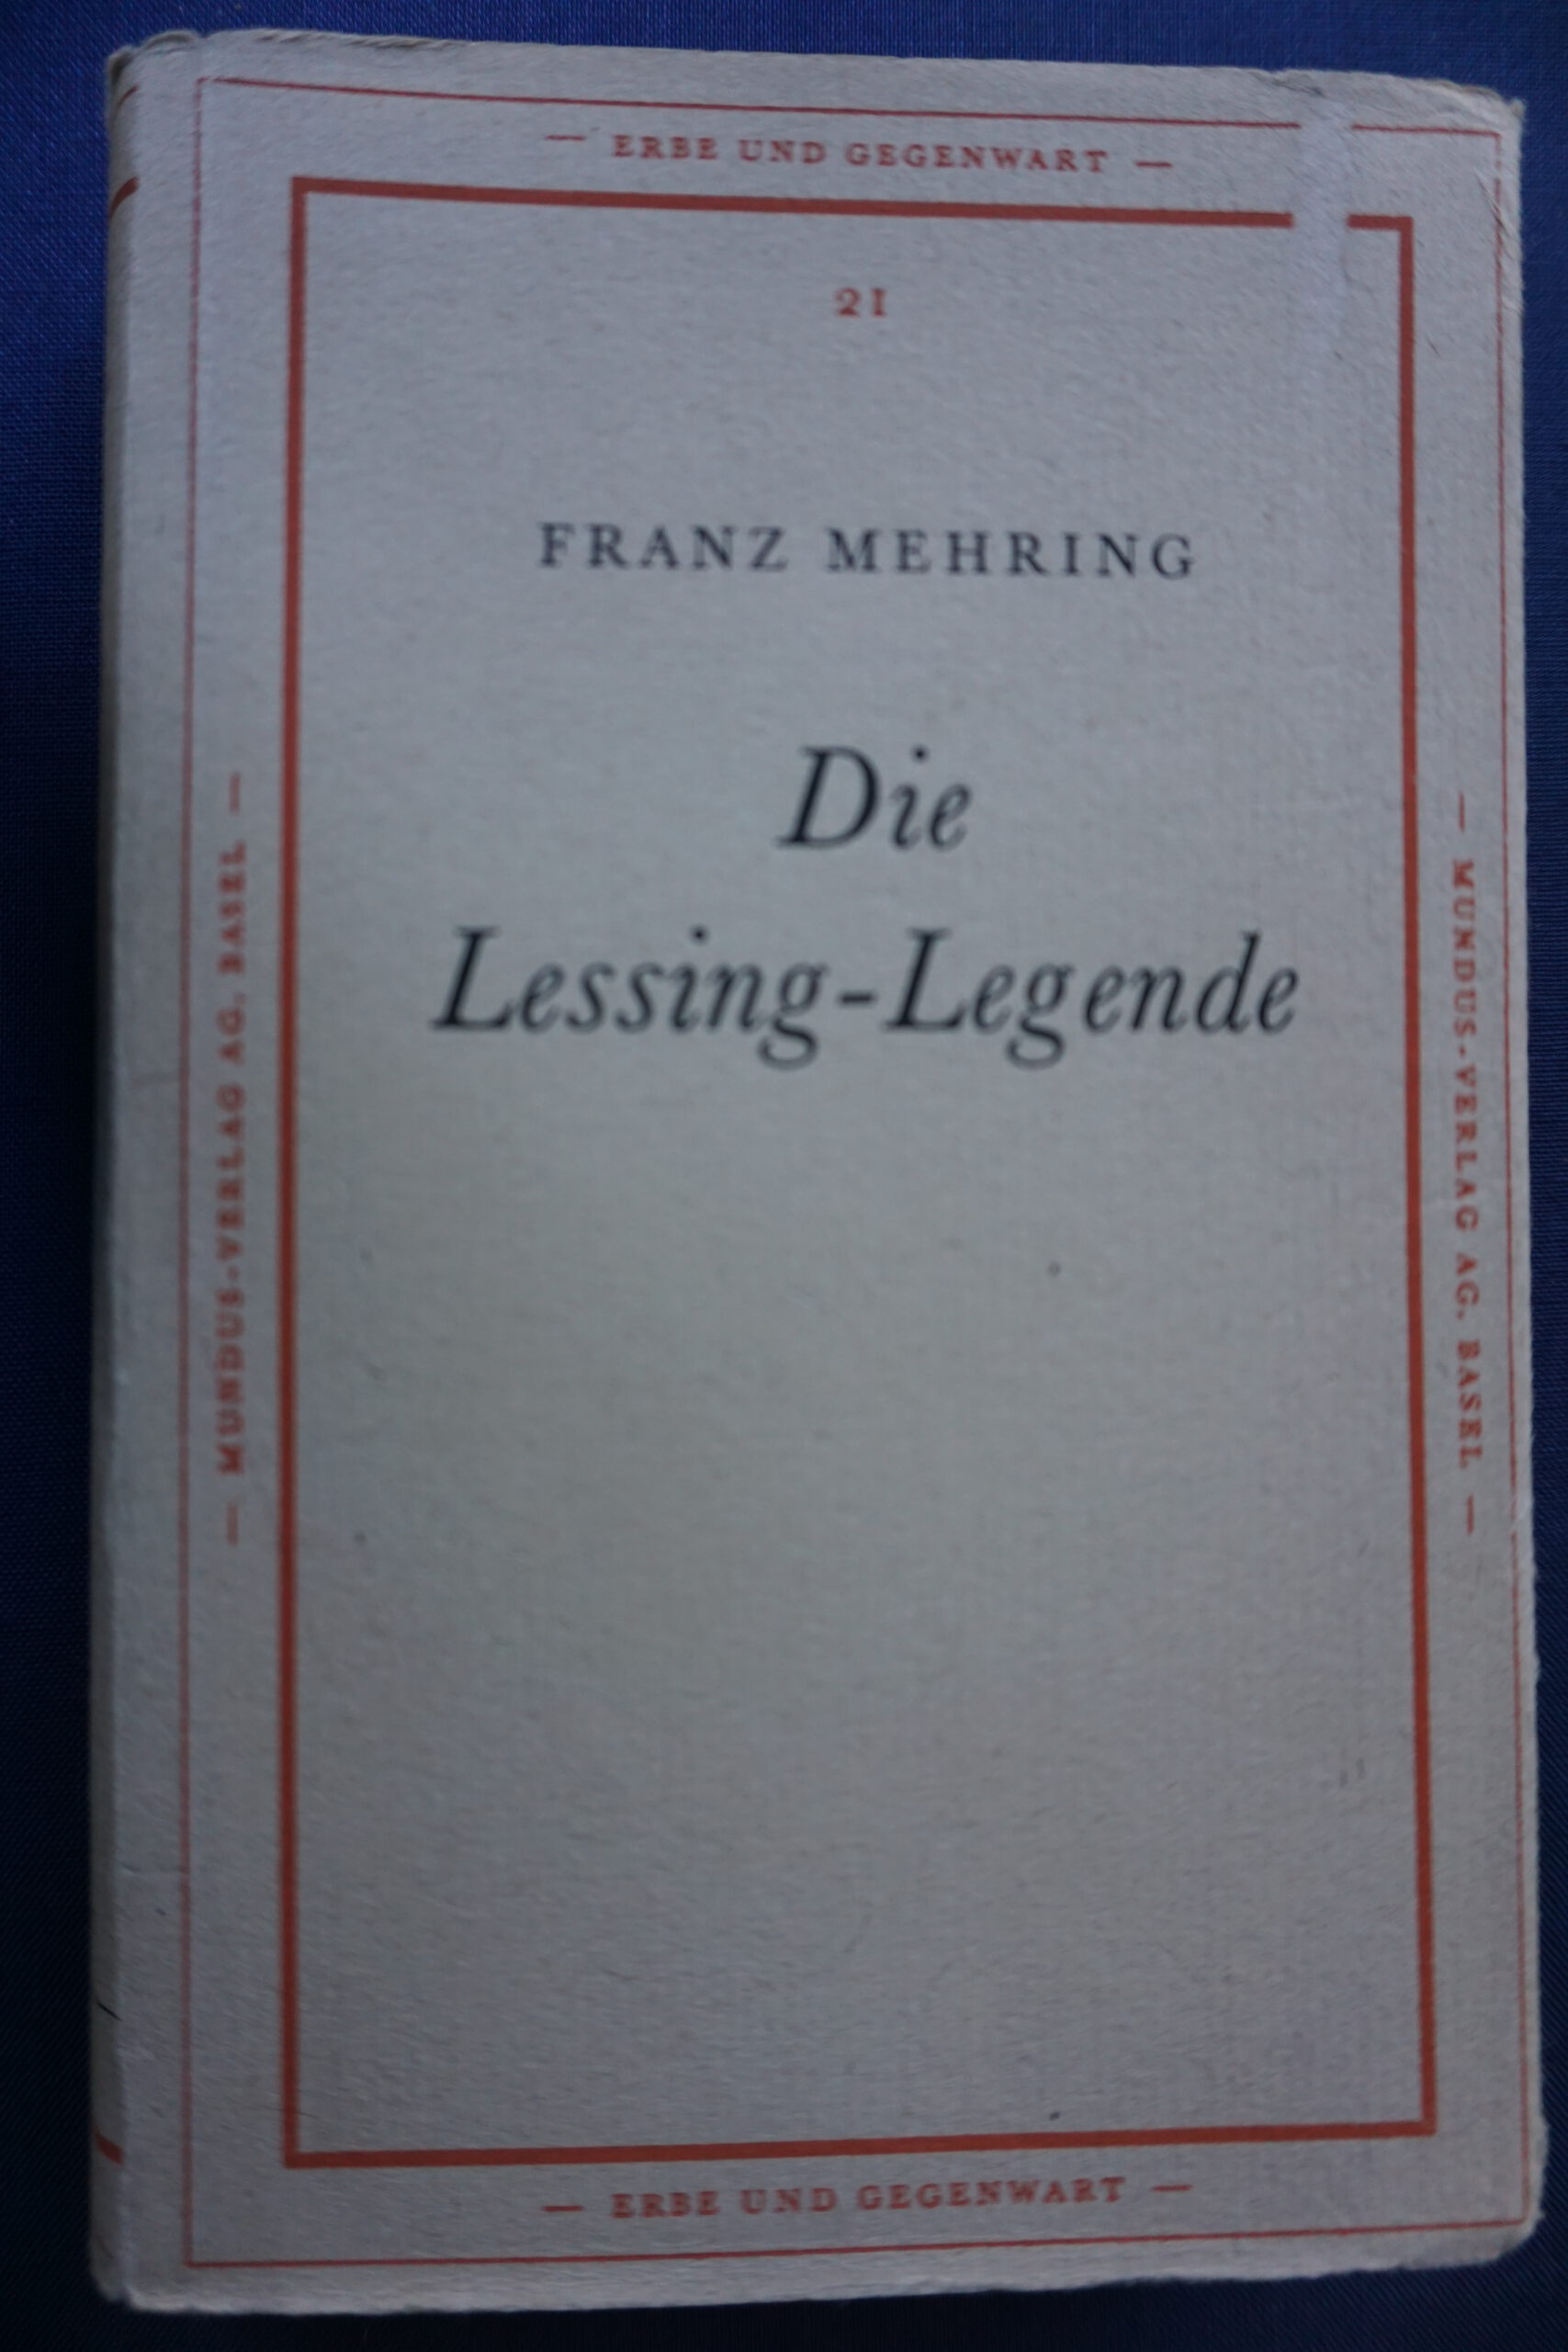 — ERBE UND GEGENWART —
21
FRANZ MEHRING
Die
Lessing-Legende
— MUNDUS-VERLAG AG. BASEL —
— MUNDUS-VERLAG AG. BASEL —
— ERBE UND GEGENWART —